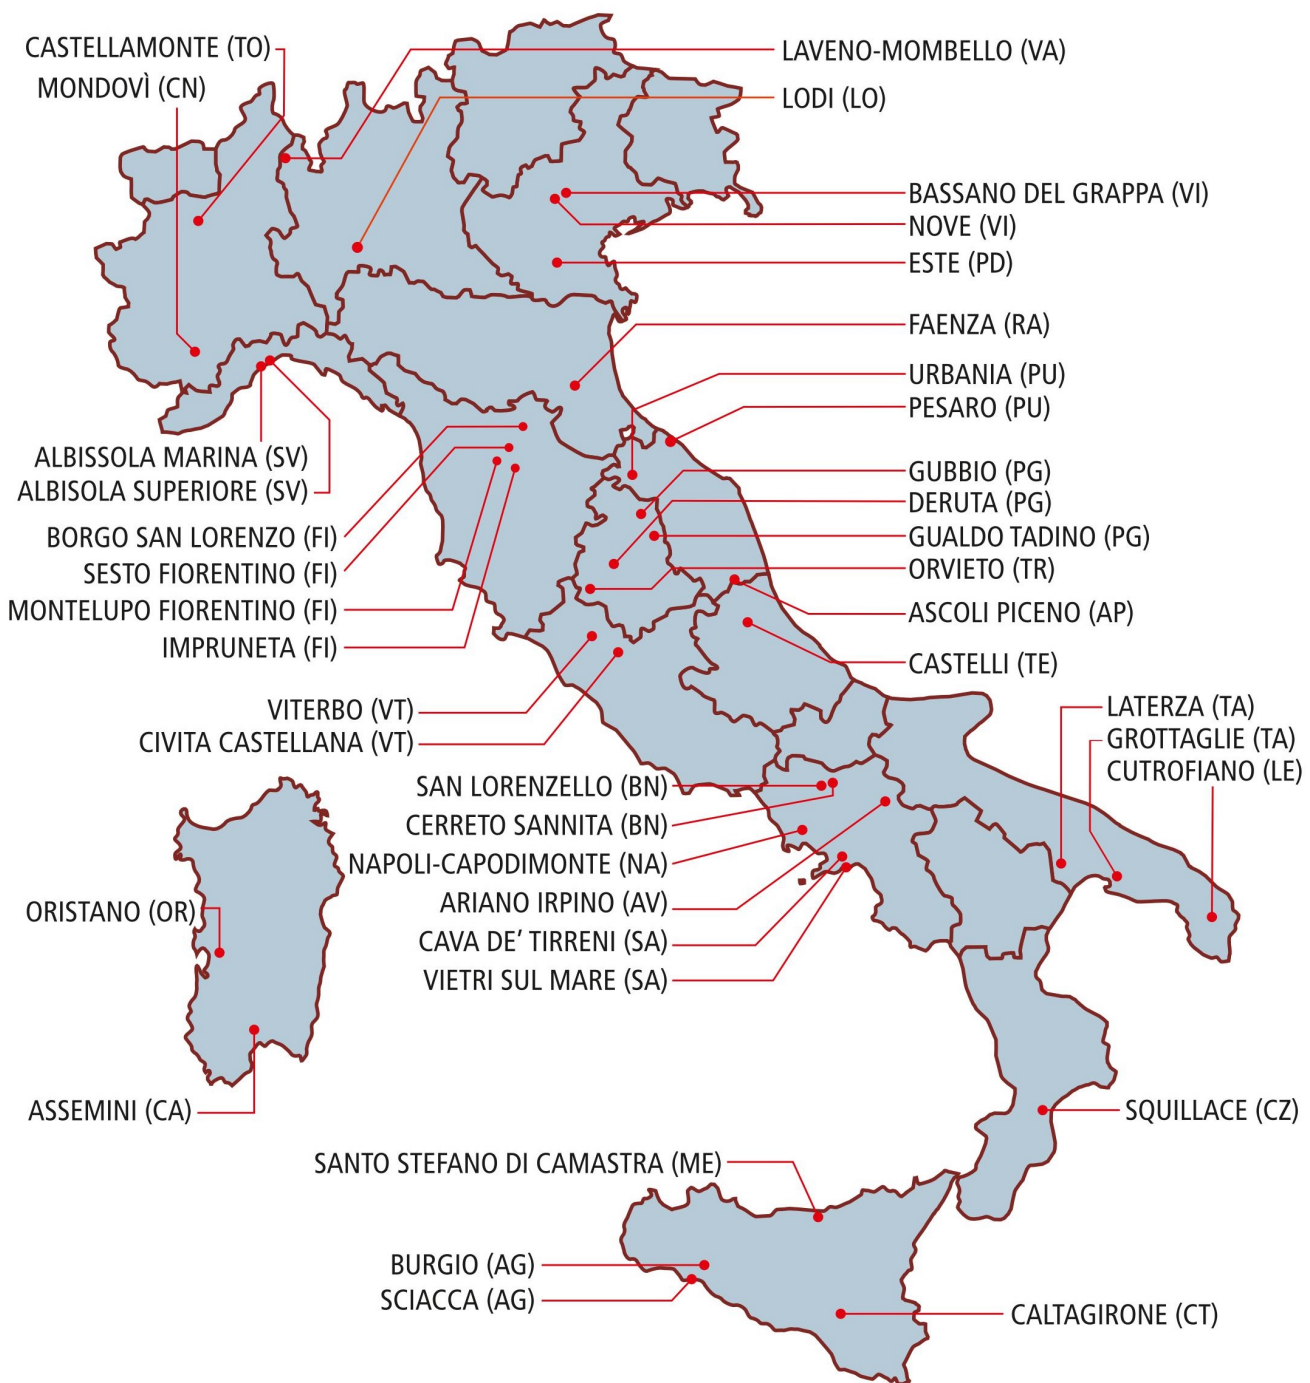 CASTELLAMONTE (TO)
MONDOVÌ (CN)
LAVENO-MOMBELLO (VA)
LODI (LO)
BASSANO DEL GRAPPA (VI)
NOVE (VI)
ESTE (PD)
FAENZA (RA)
URBANIA (PU)
PESARO (PU)
ALBISSOLA MARINA (SV)
ALBISOLA SUPERIORE (SV)
BORGO SAN LORENZO (FI)
SESTO FIORENTINO (FI)
MONTELUPO FIORENTINO (FI)
IMPRUNETA (FI)
GUBBIO (PG)
DERUTA (PG)
GUALDO TADINO (PG)
ORVIETO (TR)
ASCOLI PICENO (AP)
CASTELLI (TE)
VITERBO (VT)
CIVITA CASTELLANA (VT)
LATERZA (TA)
GROTTAGLIE (TA)
CUTROFIANO (LE)
SAN LORENZELLO (BN)
CERRETO SANNITA (BN)
NAPOLI-CAPODIMONTE (NA)
ARIANO IRPINO (AV)
CAVA DE’ TIRRENI (SA)
VIETRI SUL MARE (SA)
ORISTANO (OR)
ASSEMINI (CA)
SQUILLACE (CZ)
SANTO STEFANO DI CAMASTRA (ME)
BURGIO (AG)
SCIACCA (AG)
CALTAGIRONE (CT)